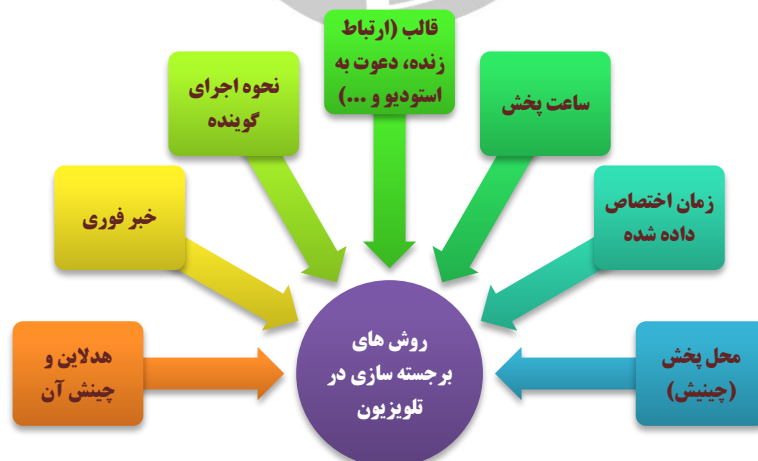 قالب (ارتباط
زنده، دعوت به
استودیو و ...)
نحوه اجرای
گوینده
ساعت پخش
خبر فوری
زمان اختصاص
داده شده
هدلاین و
چینش آن
روش های
برجسته سازی در
تلویزیون
محل پخش
(چینیش)